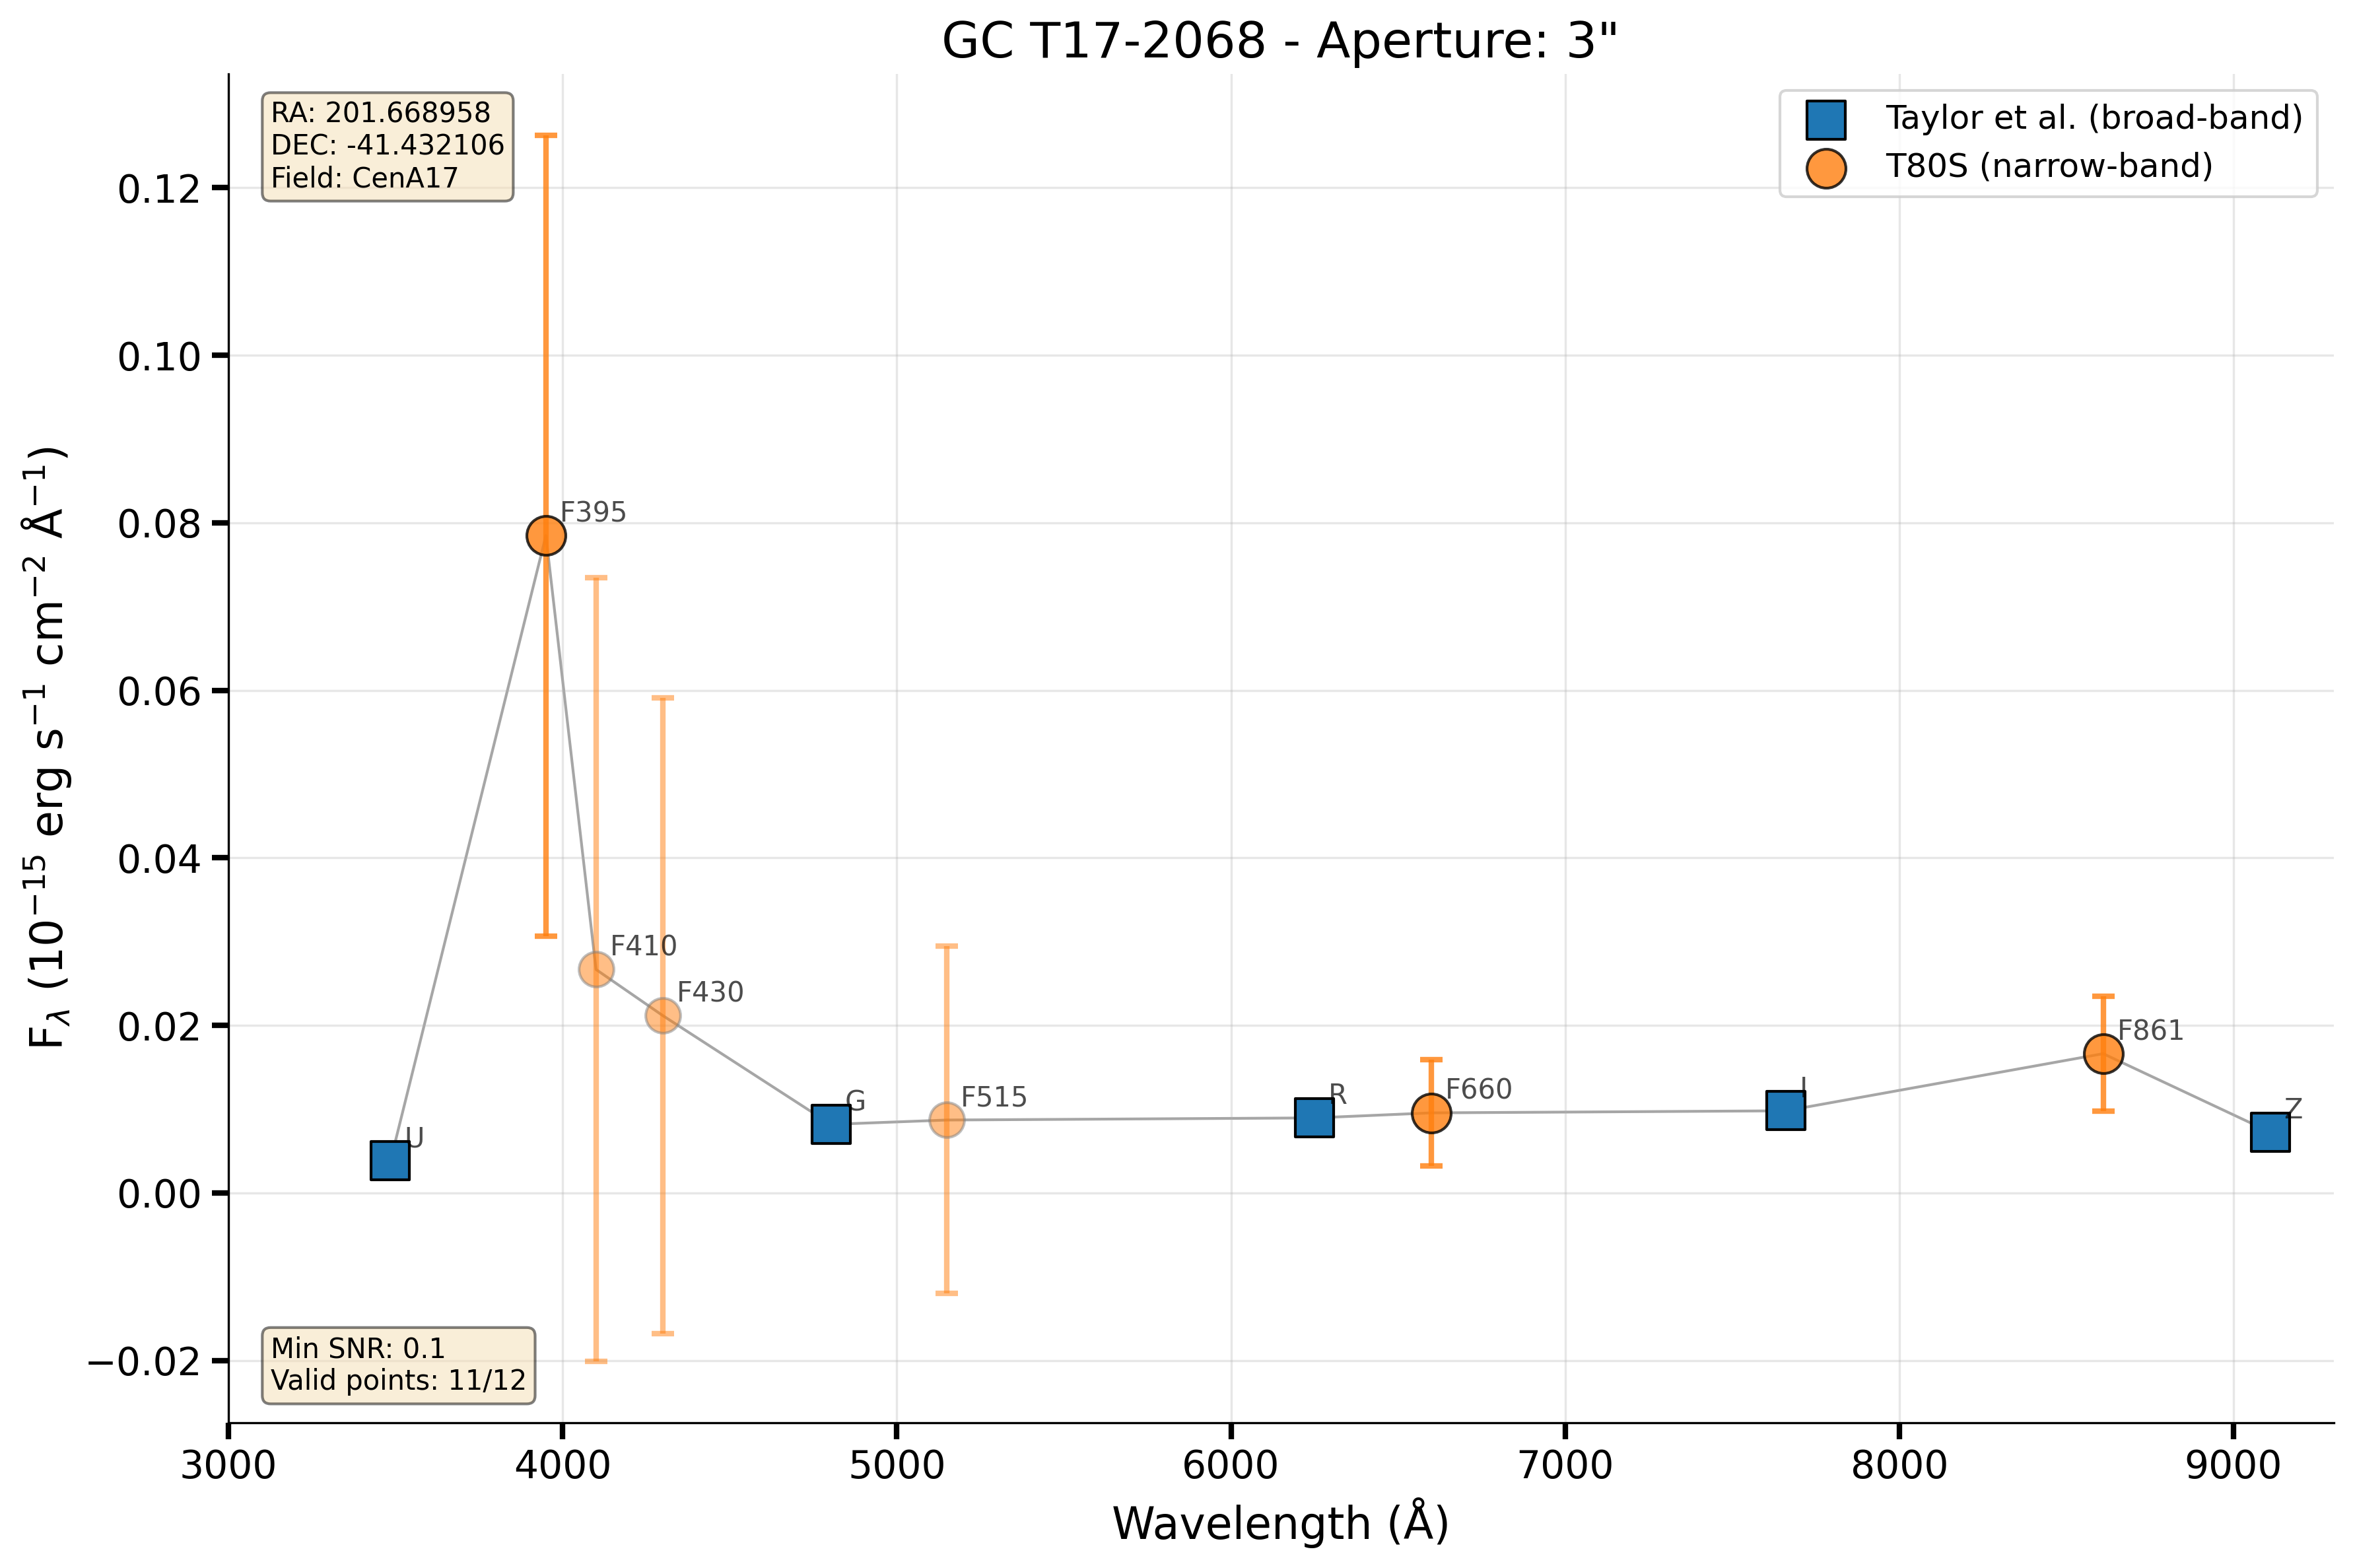 GC T17-2068 - Aperture: 3"
RA: 201.668958
DEC: -41.432106
Field: CenA17
Taylor et al. (broad-band)
T80S (narrow-band)
0.12
0.10
0.08
0.06
0.04
0.02
0.00
−0.02
F_λ (10⁻¹⁵ erg s⁻¹ cm⁻² Å⁻¹)
F395
F410
F430
F515
F660
F861
U
G
R
I
Z
Min SNR: 0.1
Valid points: 11/12
3000 4000 5000 6000 7000 8000 9000
Wavelength (Å)